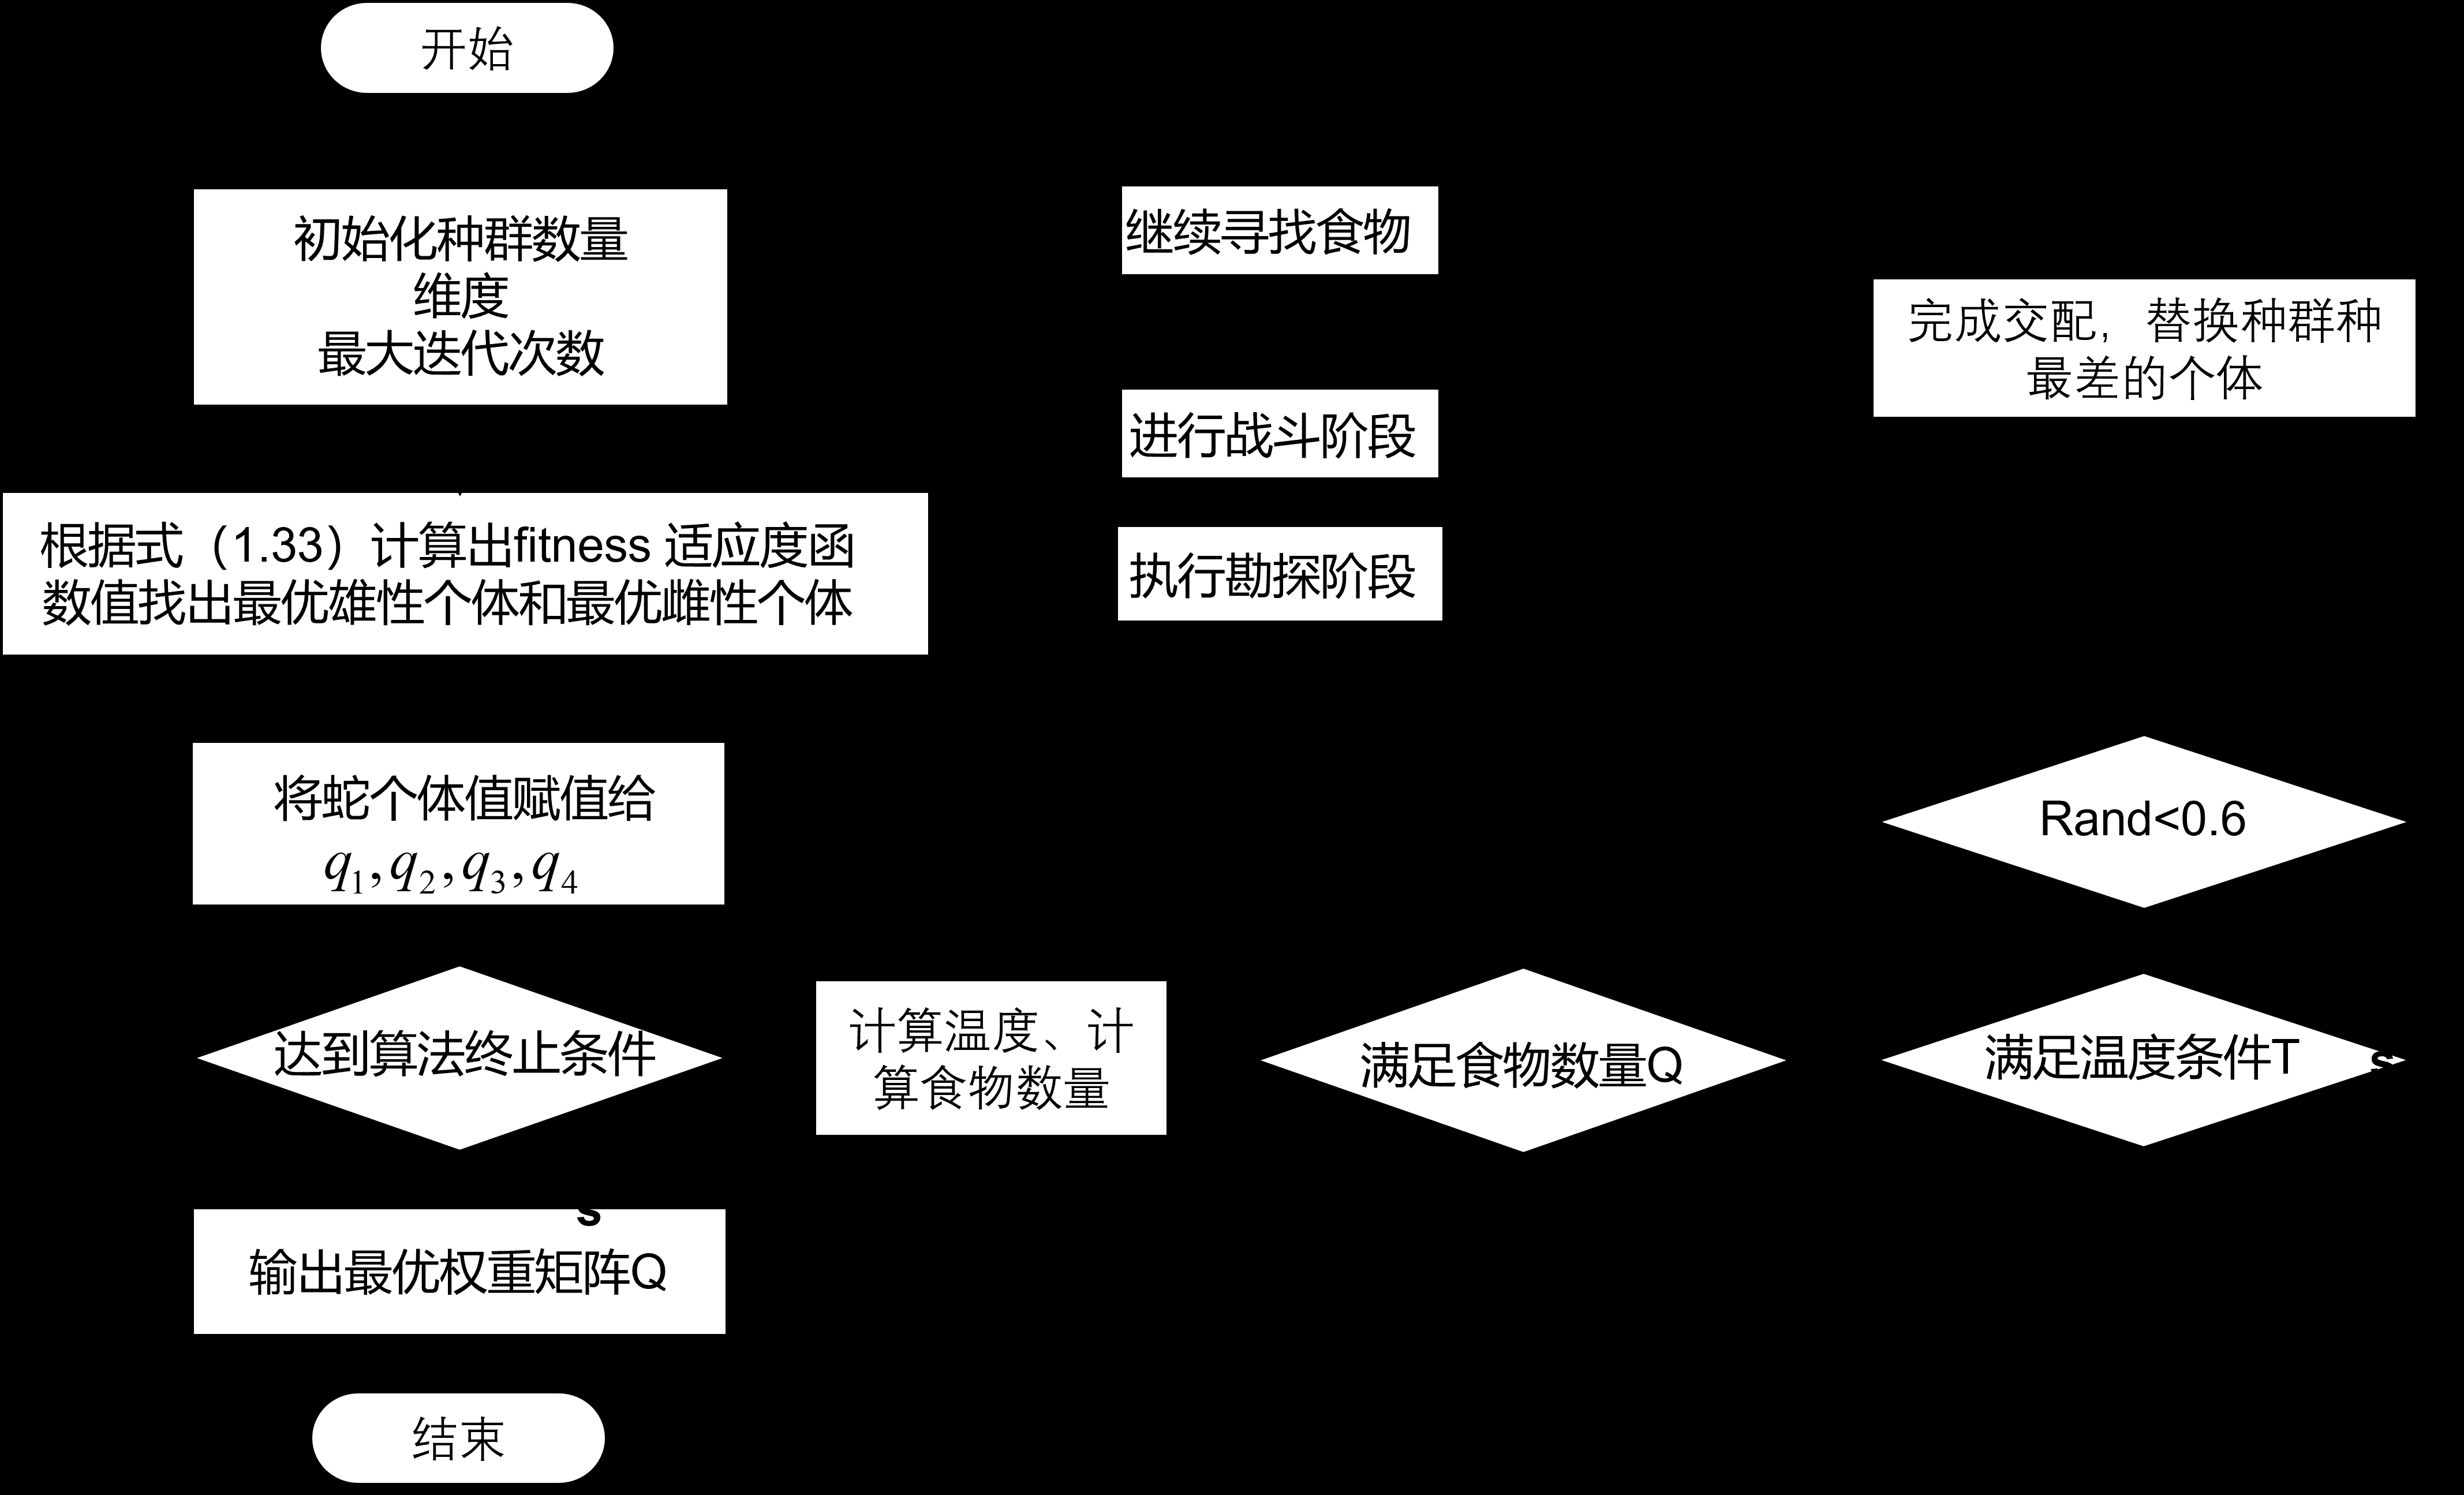 开始
初始化种群数量
维度
最大迭代次数
根据式（1.33）计算出fitness 适应度函
数值找出最优雄性个体和最优雌性个体
将蛇个体值赋值给
q1,q2,q3,q4
达到算法终止条件
s
输出最优权重矩阵Q
结束
继续寻找食物
进行战斗阶段
执行勘探阶段
计算温度、计
算食物数量
满足食物数量Q
完成交配，替换种群种
最差的个体
Rand<0.6
满足温度条件T
s